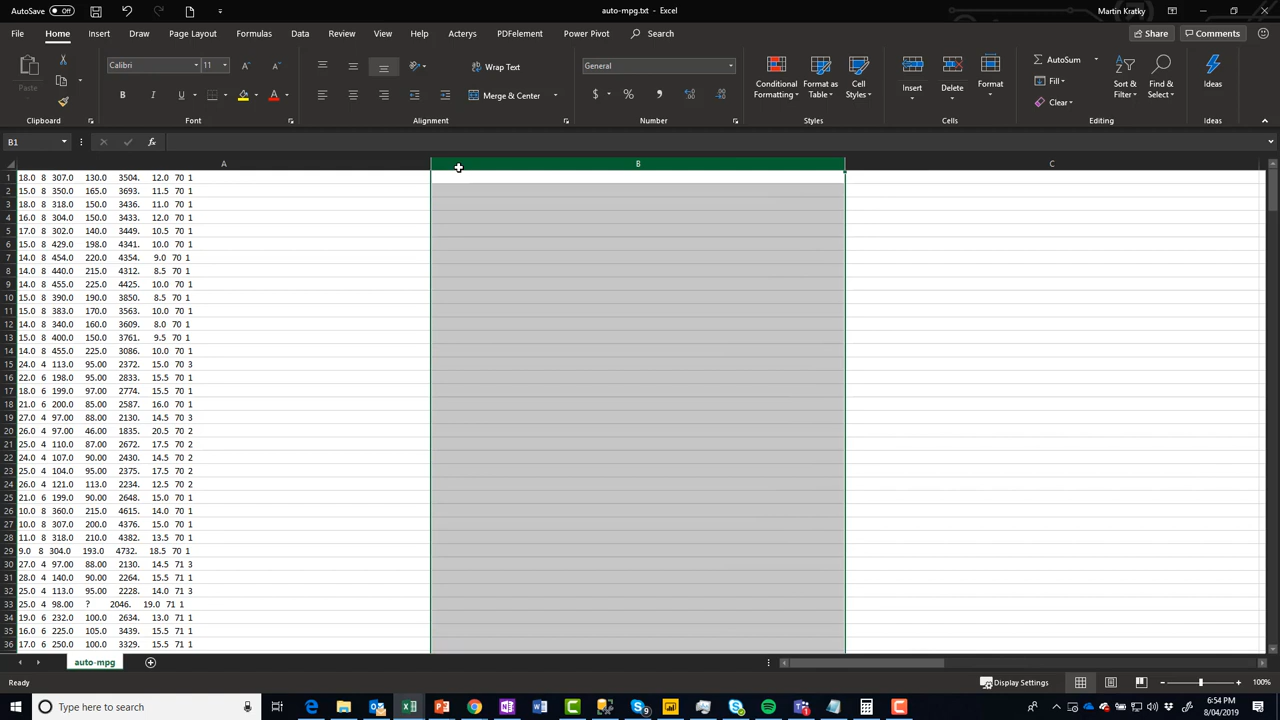 AutoSave Off
auto-mpg.txt - Excel
Martin Kratky
File Home Insert Draw Page Layout Formulas Data Review View Help Acterys PDFelement Power Pivot Search
Share Comments
Paste
Calibri 11
Wrap Text
General
AutoSum
Fill
Clear
B I U
Merge & Center
$ % ,
Conditional Formatting
Format as Table
Cell Styles
Insert Delete Format
Sort & Filter
Find & Select
Ideas
Clipboard Font Alignment Number Styles Cells Editing Ideas
B1 fx
A B C
1 18.0 8 307.0 130.0 3504. 12.0 70 1
2 15.0 8 350.0 165.0 3693. 11.5 70 1
3 18.0 8 318.0 150.0 3436. 11.0 70 1
4 16.0 8 304.0 150.0 3433. 12.0 70 1
5 17.0 8 302.0 140.0 3449. 10.5 70 1
6 15.0 8 429.0 198.0 4341. 10.0 70 1
7 14.0 8 454.0 220.0 4354. 9.0 70 1
8 14.0 8 440.0 215.0 4312. 8.5 70 1
9 14.0 8 455.0 225.0 4425. 10.0 70 1
10 15.0 8 390.0 190.0 3850. 8.5 70 1
11 15.0 8 383.0 170.0 3563. 10.0 70 1
12 14.0 8 340.0 160.0 3609. 8.0 70 1
13 15.0 8 400.0 150.0 3761. 9.5 70 1
14 14.0 8 455.0 225.0 3086. 10.0 70 1
15 24.0 4 113.0 95.00 2372. 15.0 70 3
16 22.0 6 198.0 95.00 2833. 15.5 70 1
17 18.0 6 199.0 97.00 2774. 15.5 70 1
18 21.0 6 200.0 85.00 2587. 16.0 70 1
19 27.0 4 97.00 88.00 2130. 14.5 70 3
20 26.0 4 97.00 46.00 1835. 20.5 70 2
21 25.0 4 110.0 87.00 2672. 17.5 70 2
22 24.0 4 107.0 90.00 2430. 14.5 70 2
23 25.0 4 104.0 95.00 2375. 17.5 70 2
24 26.0 4 121.0 113.0 2234. 12.5 70 2
25 21.0 6 199.0 90.00 2648. 15.0 70 1
26 10.0 8 360.0 215.0 4615. 14.0 70 1
27 10.0 8 307.0 200.0 4376. 15.0 70 1
28 11.0 8 318.0 210.0 4382. 13.5 70 1
29 9.0 8 304.0 193.0 4732. 18.5 70 1
30 27.0 4 97.00 88.00 2130. 14.5 71 3
31 28.0 4 140.0 90.00 2264. 15.5 71 1
32 25.0 4 113.0 95.00 2228. 14.0 71 3
33 25.0 4 98.00 ? 2046. 19.0 71 1
34 19.0 6 232.0 100.0 2634. 13.0 71 1
35 16.0 6 225.0 105.0 3439. 15.5 71 1
36 17.0 6 250.0 100.0 3329. 15.5 71 1
auto-mpg
Ready
Display Settings
100%
Type here to search
6:54 PM
8/04/2019